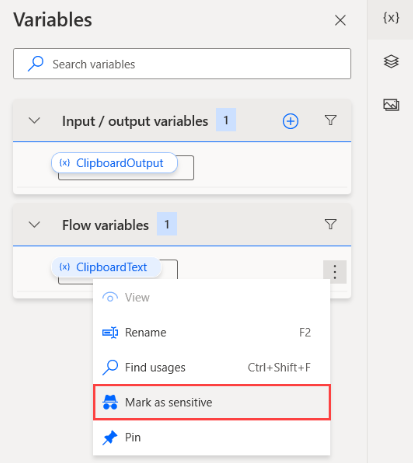 Variables
{x}
Search variables
Input / output variables 1
{x} ClipboardOutput
Flow variables 1
{x} ClipboardText
View
Rename F2
Find usages Ctrl+Shift+F
Mark as sensitive
Pin